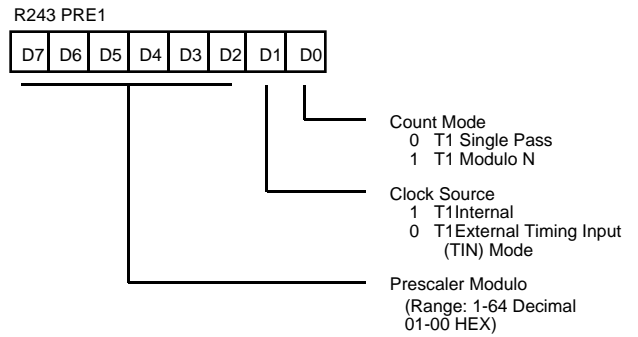 R243 PRE1
D7 D6 D5 D4 D3 D2 D1 D0
Count Mode
0 T1 Single Pass
1 T1 Modulo N
Clock Source
1 T1Internal
0 T1External Timing Input
(TIN) Mode
Prescaler Modulo
(Range: 1-64 Decimal
01-00 HEX)